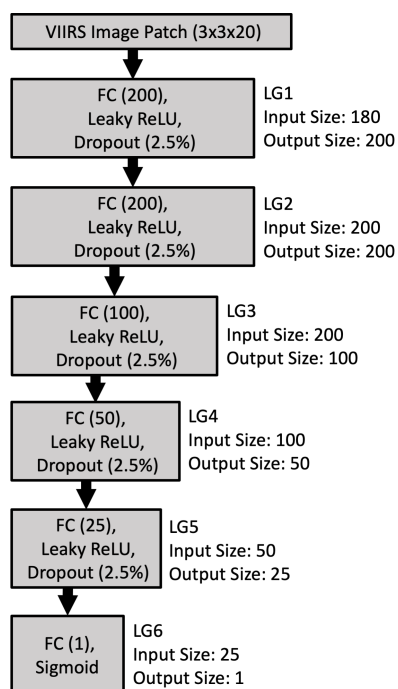 VIIRS Image Patch (3x3x20)
FC (200),
Leaky ReLU,
Dropout (2.5%)
LG1
Input Size: 180
Output Size: 200
FC (200),
Leaky ReLU,
Dropout (2.5%)
LG2
Input Size: 200
Output Size: 200
FC (100),
Leaky ReLU,
Dropout (2.5%)
LG3
Input Size: 200
Output Size: 100
FC (50),
Leaky ReLU,
Dropout (2.5%)
LG4
Input Size: 100
Output Size: 50
FC (25),
Leaky ReLU,
Dropout (2.5%)
LG5
Input Size: 50
Output Size: 25
FC (1),
Sigmoid
LG6
Input Size: 25
Output Size: 1